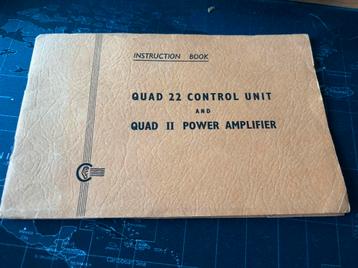 INSTRUCTION BOOK
QUAD 22 CONTROL UNIT
AND
QUAD II POWER AMPLIFIER